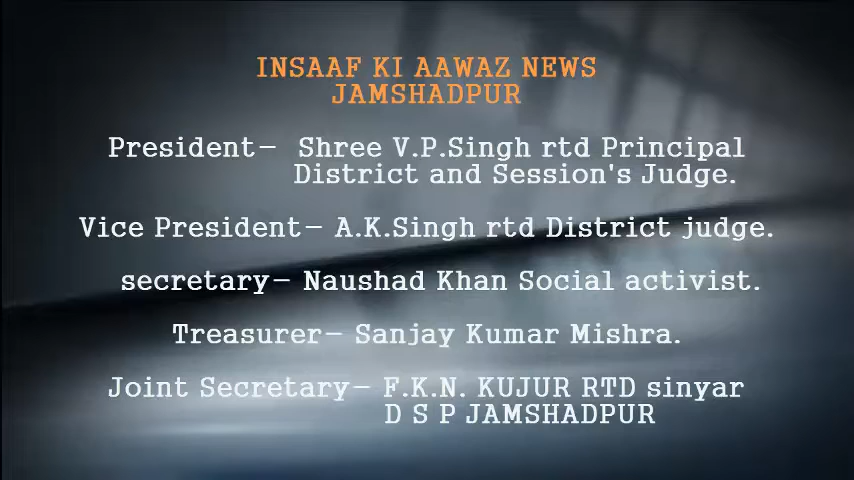 INSAAF KI AAWAZ NEWS
JAMSHADPUR
President- Shree V.P.Singh rtd Principal
District and Session's Judge.
Vice President- A.K.Singh rtd District judge.
secretary- Naushad Khan Social activist.
Treasurer- Sanjay Kumar Mishra.
Joint Secretary- F.K.N. KUJUR RTD sinyar
D S P JAMSHADPUR